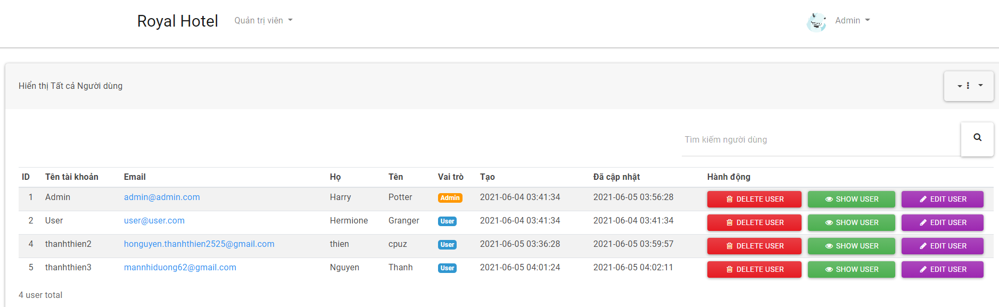 Royal Hotel Quản trị viên Admin
Hiển thị Tất cả Người dùng
Tìm kiếm người dùng
ID Tên tài khoản Email Họ Tên Vai trò Tạo Đã cập nhật Hành động
1 Admin admin@admin.com Harry Potter Admin 2021-06-04 03:41:34 2021-06-05 03:56:28 DELETE USER SHOW USER EDIT USER
2 User user@user.com Hermione Granger User 2021-06-04 03:41:34 2021-06-04 03:41:34 DELETE USER SHOW USER EDIT USER
4 thanhthien2 honguyen.thanhthien2525@gmail.com thien cpuz User 2021-06-05 03:36:28 2021-06-05 03:59:57 DELETE USER SHOW USER EDIT USER
5 thanhthien3 mannhiduong62@gmail.com Nguyen Thanh User 2021-06-05 04:01:24 2021-06-05 04:02:11 DELETE USER SHOW USER EDIT USER
4 user total